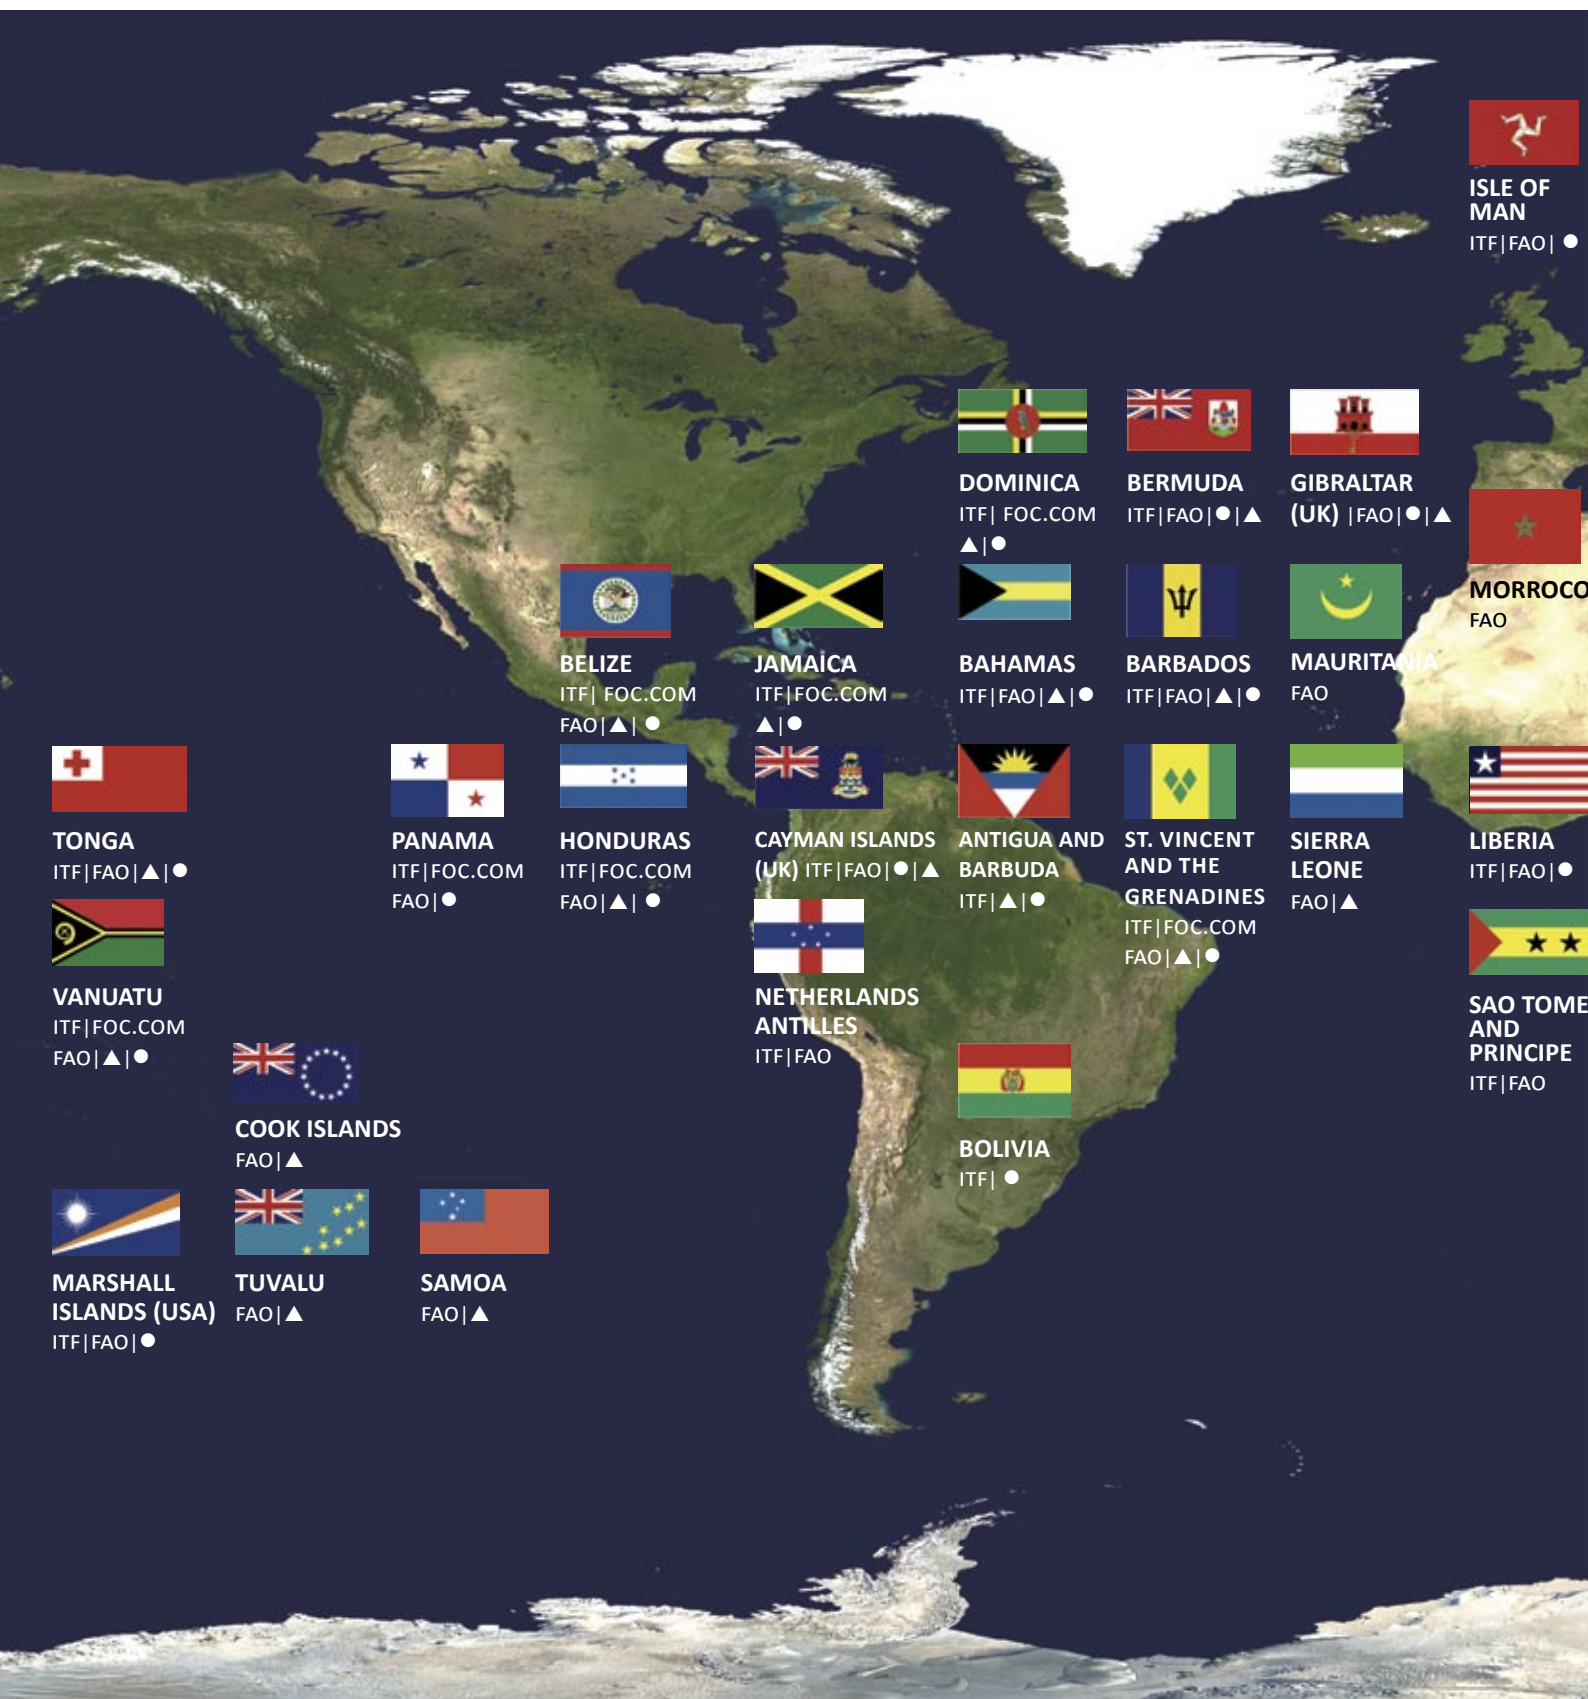 ISLE OF
MAN
ITF|FAO| ●
DOMINICA
ITF| FOC.COM
▲|●
BERMUDA
ITF|FAO|●|▲
GIBRALTAR
(UK) |FAO|●|▲
MORROCO
FAO
BELIZE
ITF| FOC.COM
FAO|▲| ●
JAMAICA
ITF|FOC.COM
▲|●
BAHAMAS
ITF|FAO|▲|●
BARBADOS
ITF|FAO|▲|●
MAURITANIA
FAO
TONGA
ITF|FAO|▲|●
PANAMA
ITF|FOC.COM
FAO|●
HONDURAS
ITF|FOC.COM
FAO|▲| ●
CAYMAN ISLANDS
(UK) ITF|FAO|●|▲
ANTIGUA AND
BARBUDA
ITF|▲|●
ST. VINCENT
AND THE
GRENADINES
ITF|FOC.COM
FAO|▲|●
SIERRA
LEONE
FAO|▲
LIBERIA
ITF|FAO|●
VANUATU
ITF|FOC.COM
FAO|▲|●
NETHERLANDS
ANTILLES
ITF|FAO
SAO TOME
AND
PRINCIPE
ITF|FAO
COOK ISLANDS
FAO|▲
BOLIVIA
ITF| ●
MARSHALL
ISLANDS (USA)
ITF|FAO|●
TUVALU
FAO|▲
SAMOA
FAO|▲